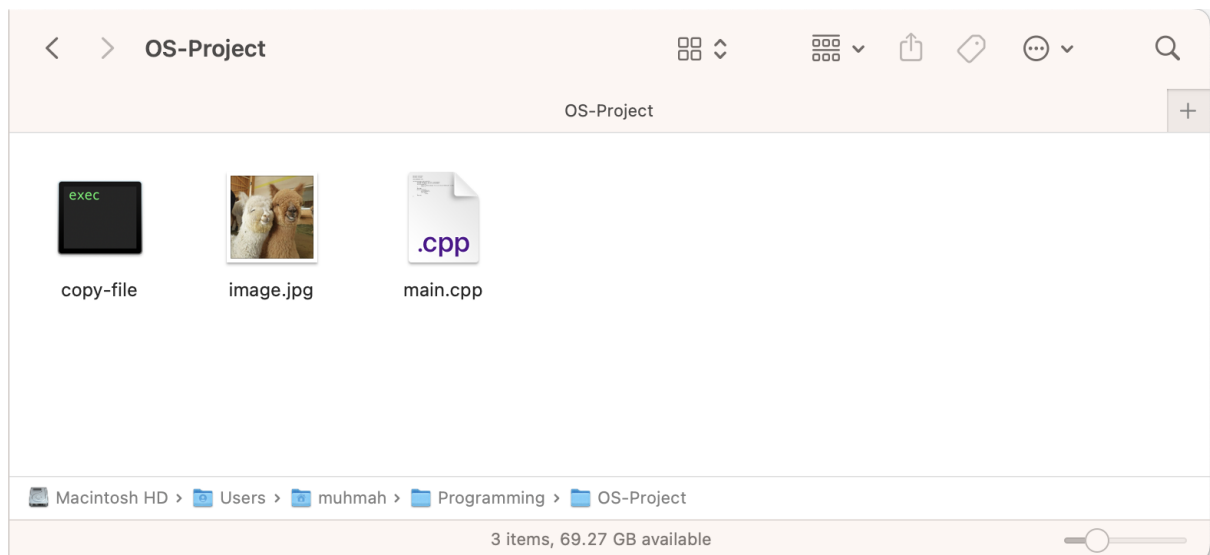 OS-Project
OS-Project
exec
.cpp
copy-file image.jpg main.cpp
Macintosh HD › Users › muhmah › Programming › OS-Project
3 items, 69.27 GB available